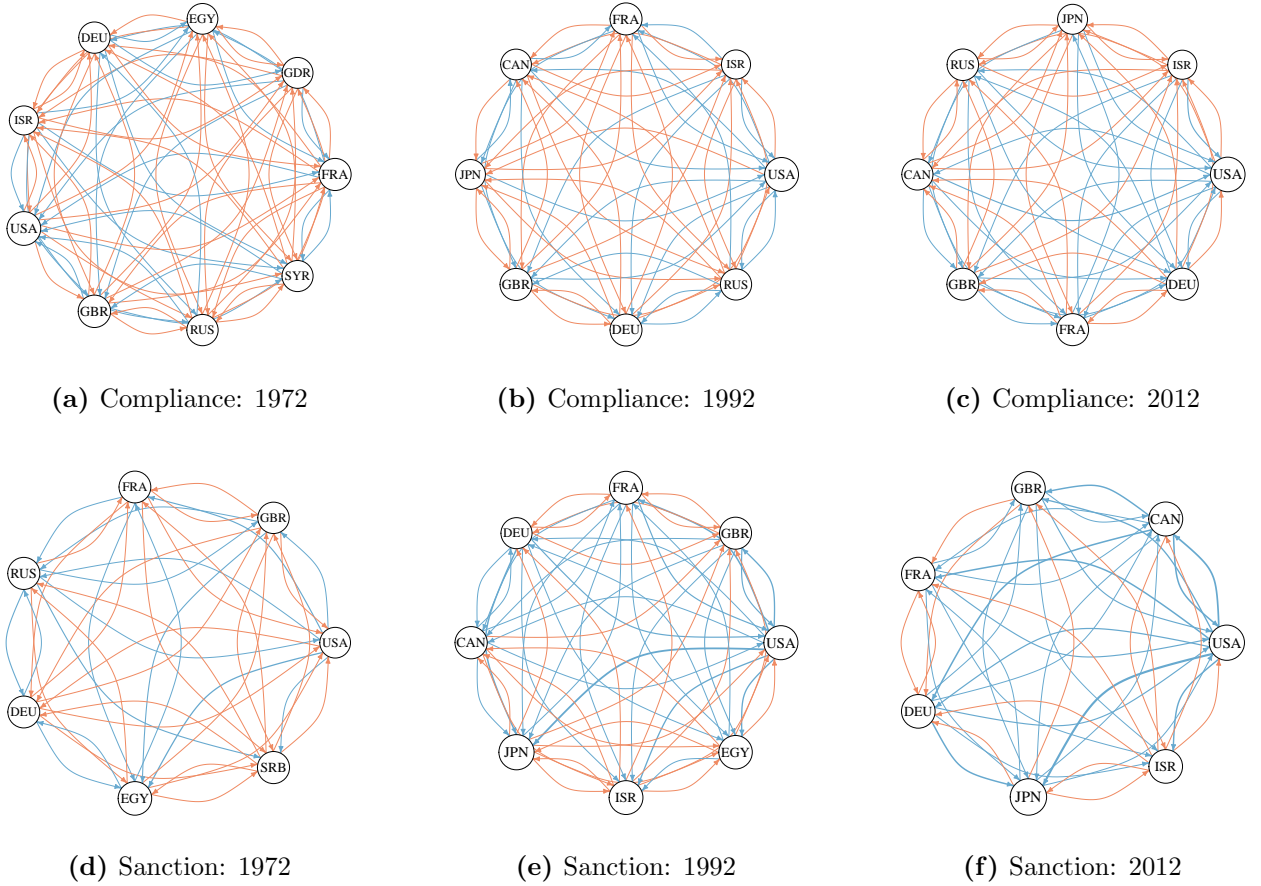 EGY
DEU
GDR
ISR
FRA
USA
SYR
GBR
RUS
(a) Compliance: 1972
FRA
CAN
ISR
JPN
USA
GBR
RUS
DEU
(b) Compliance: 1992
JPN
RUS
ISR
CAN
USA
GBR
DEU
FRA
(c) Compliance: 2012
FRA
GBR
RUS
USA
DEU
SRB
EGY
(d) Sanction: 1972
FRA
DEU
GBR
CAN
USA
JPN
EGY
ISR
(e) Sanction: 1992
GBR
CAN
FRA
USA
DEU
ISR
JPN
(f) Sanction: 2012